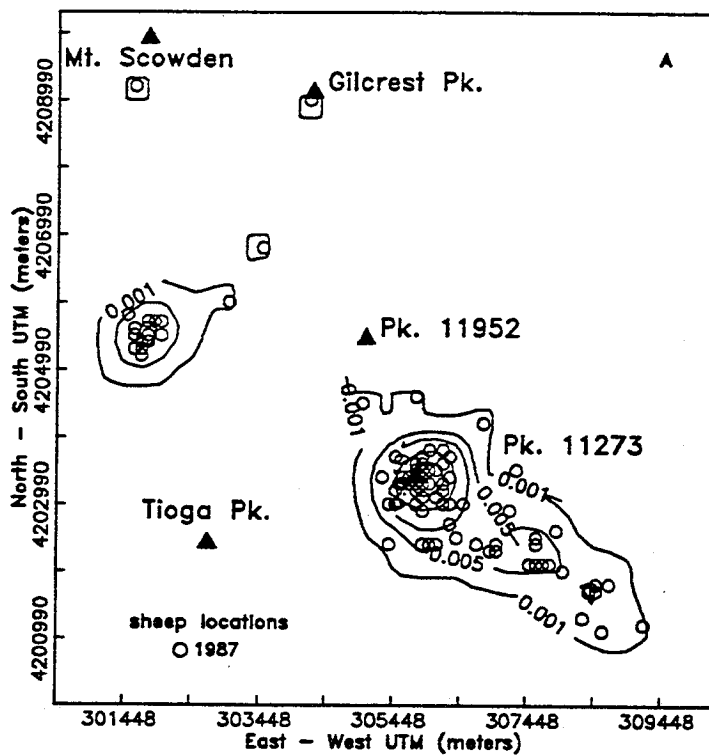 Mt. Scowden
Gilcrest Pk.
4208990
4206990
4204990
4202990
4200990
North - South UTM (meters)
0.001
Pk. 11952
0.001
Pk. 11273
0.001
0.005
Tioga Pk.
0.005
0.001
sheep locations
1987
301448
303448
305448
307448
309448
East - West UTM (meters)